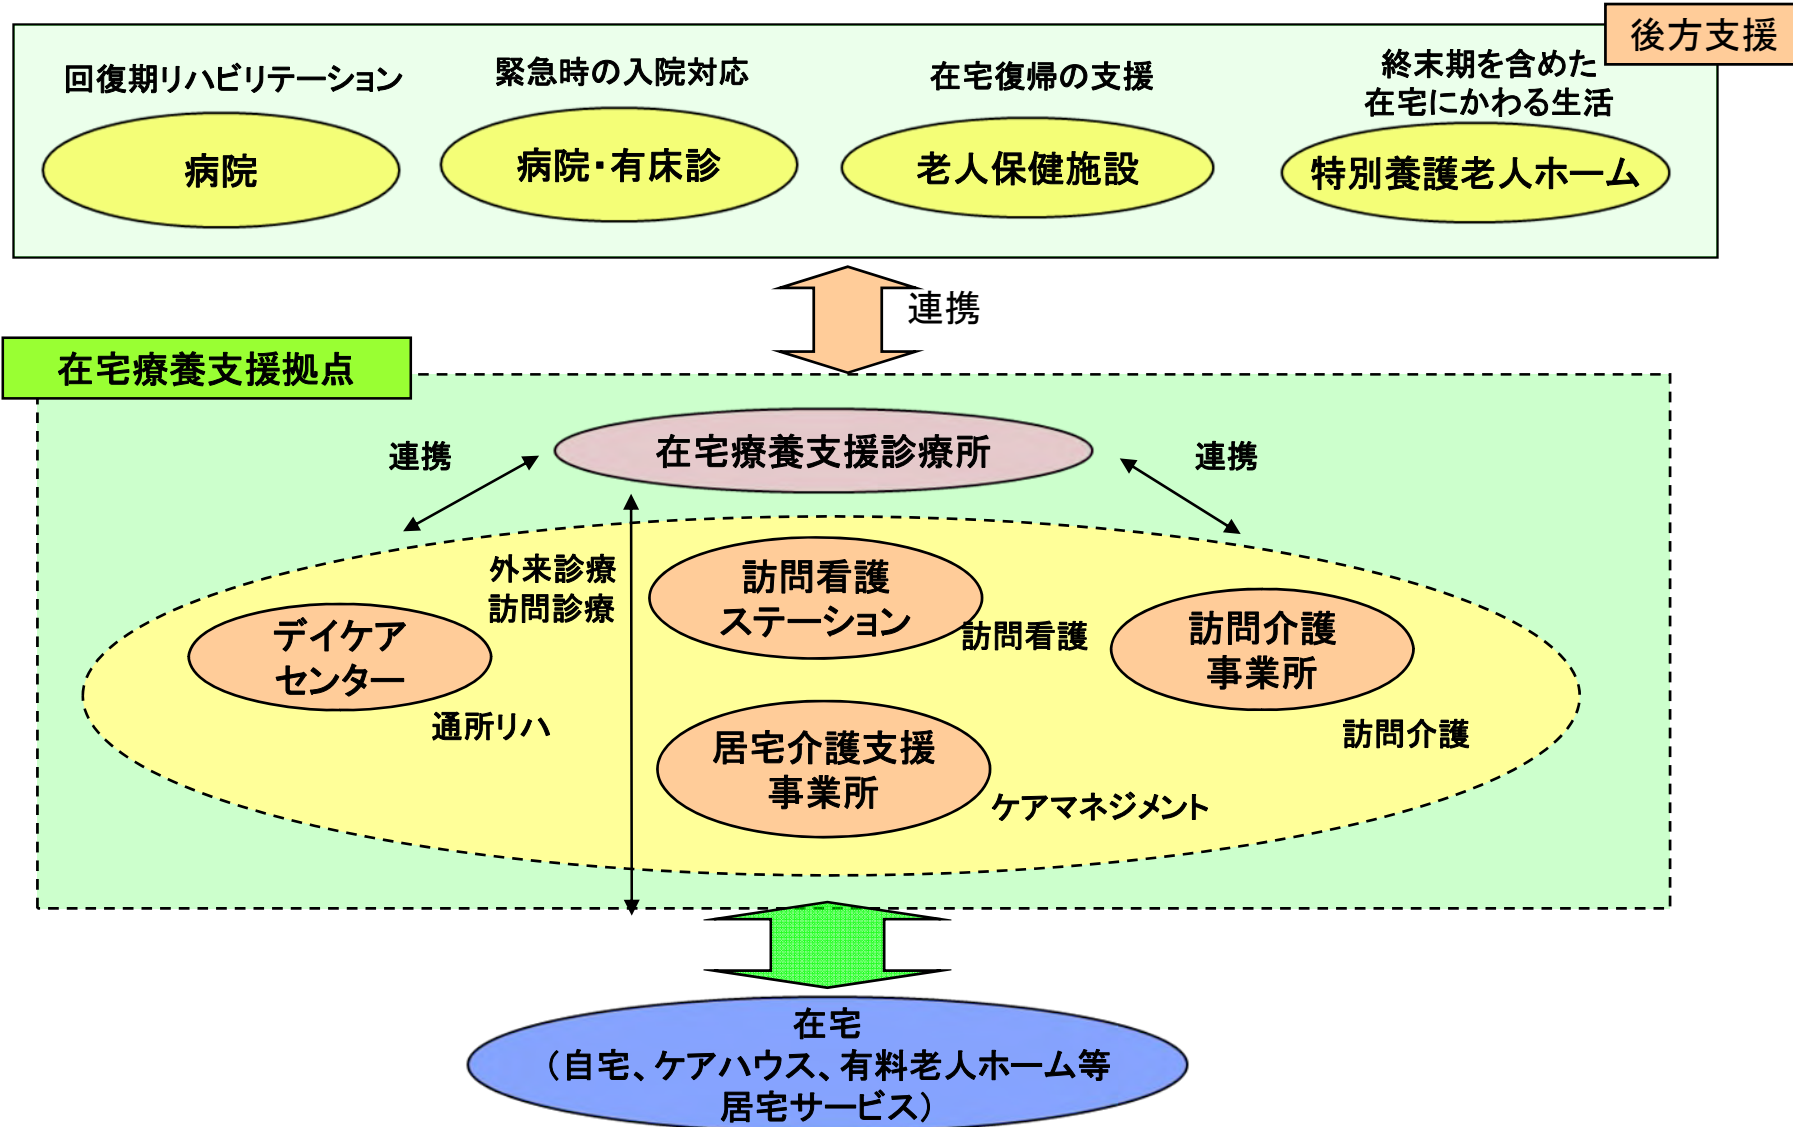 後方支援
回復期リハビリテーション
緊急時の入院対応
在宅復帰の支援
終末期を含めた
在宅にかわる生活
病院
病院・有床診
老人保健施設
特別養護老人ホーム
連携
在宅療養支援拠点
在宅療養支援診療所
連携
連携
外来診療
訪問診療
訪問看護
ステーション
訪問看護
デイケア
センター
通所リハ
訪問介護
事業所
訪問介護
居宅介護支援
事業所
ケアマネジメント
在宅
（自宅、ケアハウス、有料老人ホーム等
居宅サービス）